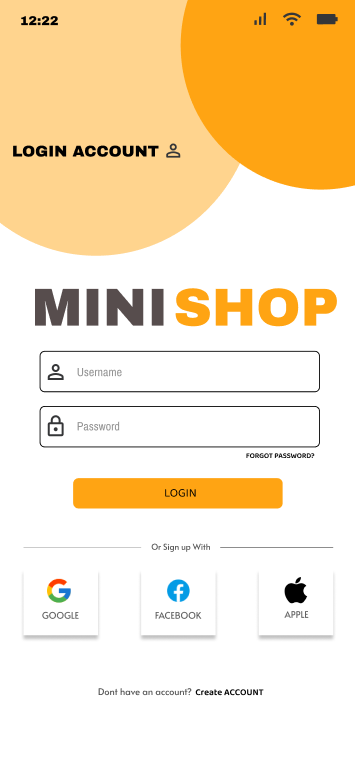 12:22
LOGIN ACCOUNT
MINI SHOP
Username
Password
FORGOT PASSWORD?
LOGIN
Or Sign up With
GOOGLE
FACEBOOK
APPLE
Dont have an account? Create ACCOUNT